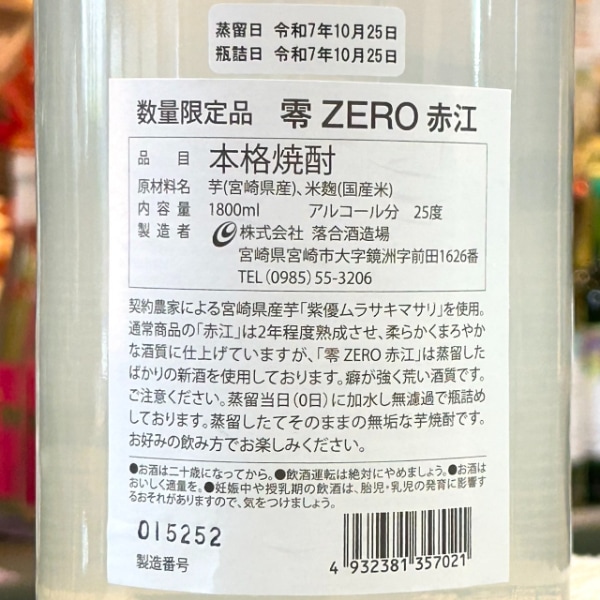 蒸留日 令和7年10月25日
瓶詰日 令和7年10月25日
数量限定品 零 ZERO 赤江
品目 本格焼酎
原材料名 芋(宮崎県産)、米麹(国産米)
内容量 1800ml アルコール分 25度
製造者 株式会社 落合酒造場
宮崎県宮崎市大字鏡洲字前田1626番
TEL(0985)55-3206
契約農家による宮崎県産芋「紫優ムラサキマサリ」を使用。
通常商品の「赤江」は2年程度熟成させ、柔らかくまろやか
な酒質に仕上げていますが、「零 ZERO 赤江」は蒸留した
ばかりの新酒を使用しております。癖が強く荒い酒質です。
ご注意ください。蒸留当日(0日)に加水し無濾過で瓶詰め
しております。蒸留したてそのままの無垢な芋焼酎です。
お好みの飲み方でお楽しみください。
●お酒は二十歳になってから。●飲酒運転は絶対にやめましょう。●お酒は
おいしく適量を。●妊娠中や授乳期の飲酒は、胎児・乳児の発育に影響す
るおそれがありますので、気をつけましょう。
015252
製造番号
4 932381 357021